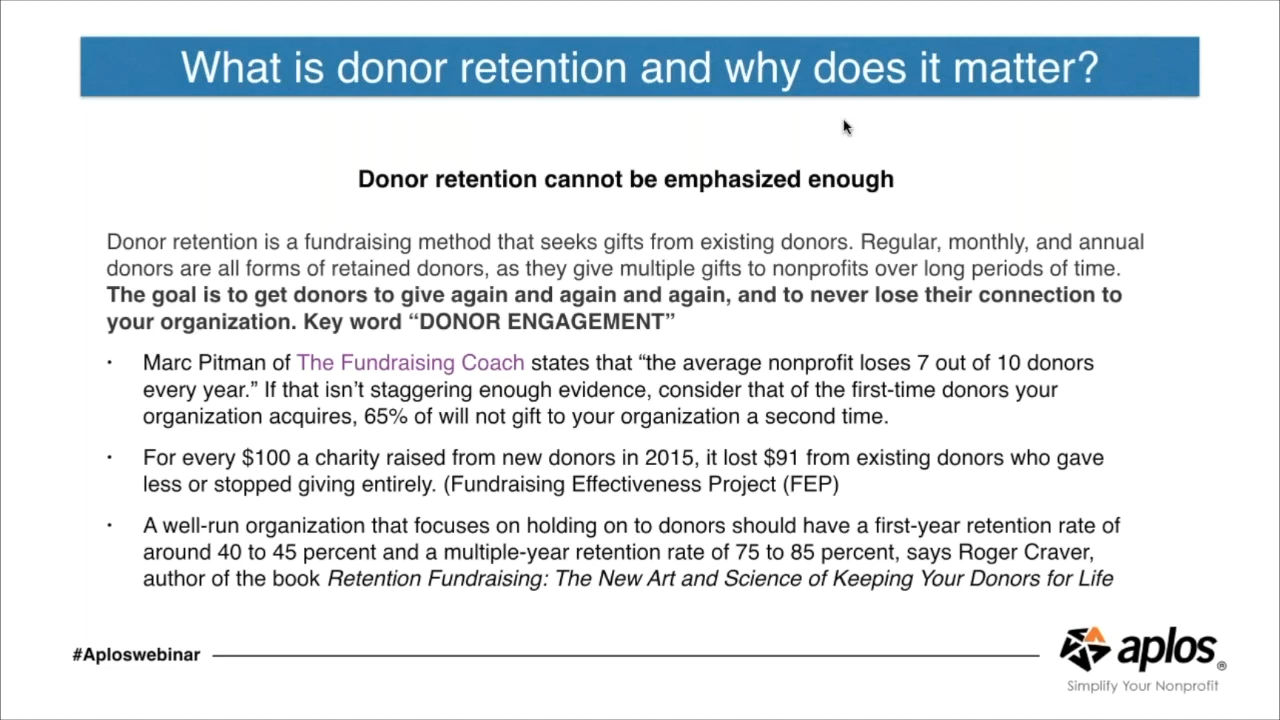 What is donor retention and why does it matter?
Donor retention cannot be emphasized enough
Donor retention is a fundraising method that seeks gifts from existing donors. Regular, monthly, and annual
donors are all forms of retained donors, as they give multiple gifts to nonprofits over long periods of time.
The goal is to get donors to give again and again and again, and to never lose their connection to
your organization. Key word “DONOR ENGAGEMENT”
· Marc Pitman of The Fundraising Coach states that “the average nonprofit loses 7 out of 10 donors
every year.” If that isn’t staggering enough evidence, consider that of the first-time donors your
organization acquires, 65% of will not gift to your organization a second time.
· For every $100 a charity raised from new donors in 2015, it lost $91 from existing donors who gave
less or stopped giving entirely. (Fundraising Effectiveness Project (FEP)
· A well-run organization that focuses on holding on to donors should have a first-year retention rate of
around 40 to 45 percent and a multiple-year retention rate of 75 to 85 percent, says Roger Craver,
author of the book Retention Fundraising: The New Art and Science of Keeping Your Donors for Life
#Aploswebinar
aplos®
Simplify Your Nonprofit